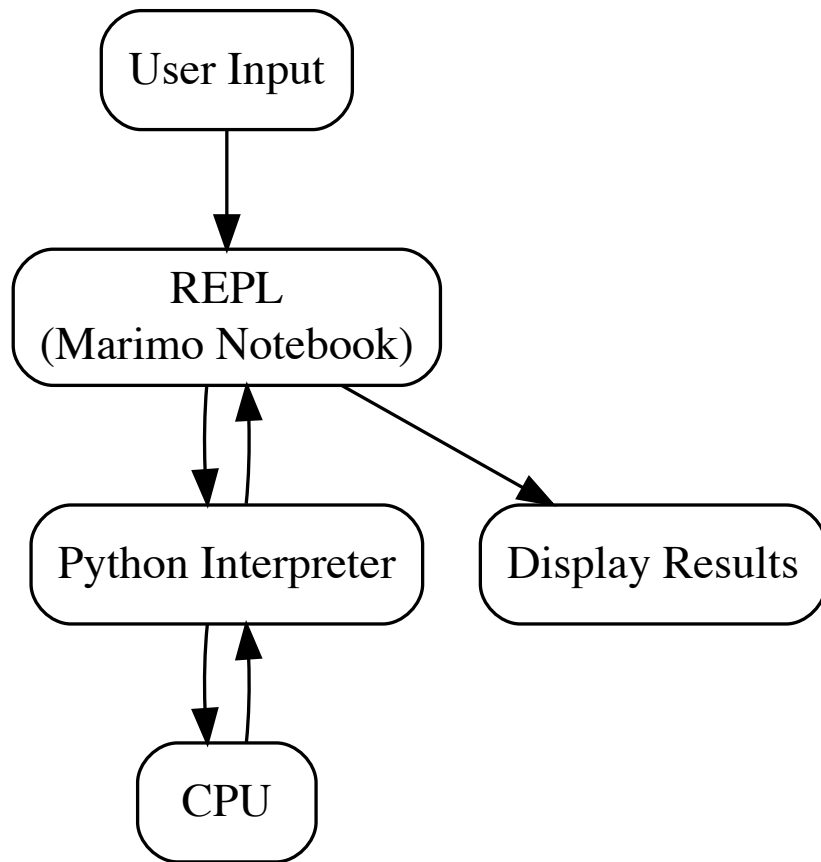 User Input
REPL
(Marimo Notebook)
Python Interpreter
Display Results
CPU